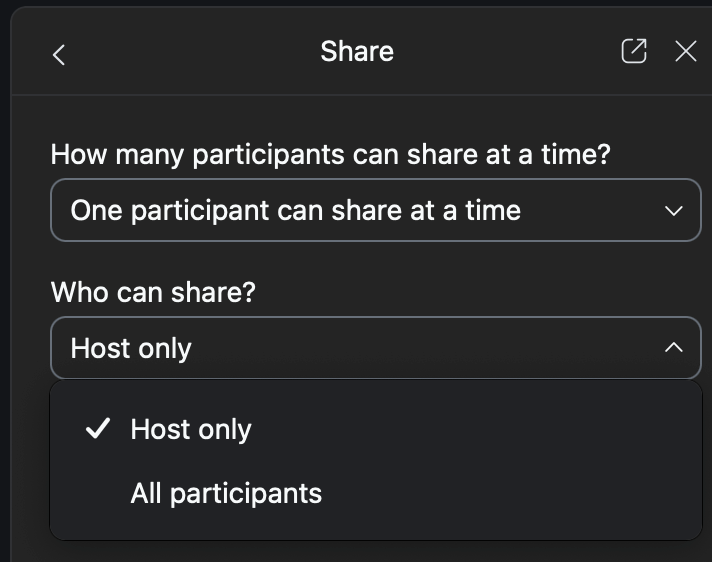 Share
How many participants can share at a time?
One participant can share at a time
Who can share?
Host only
Host only
All participants